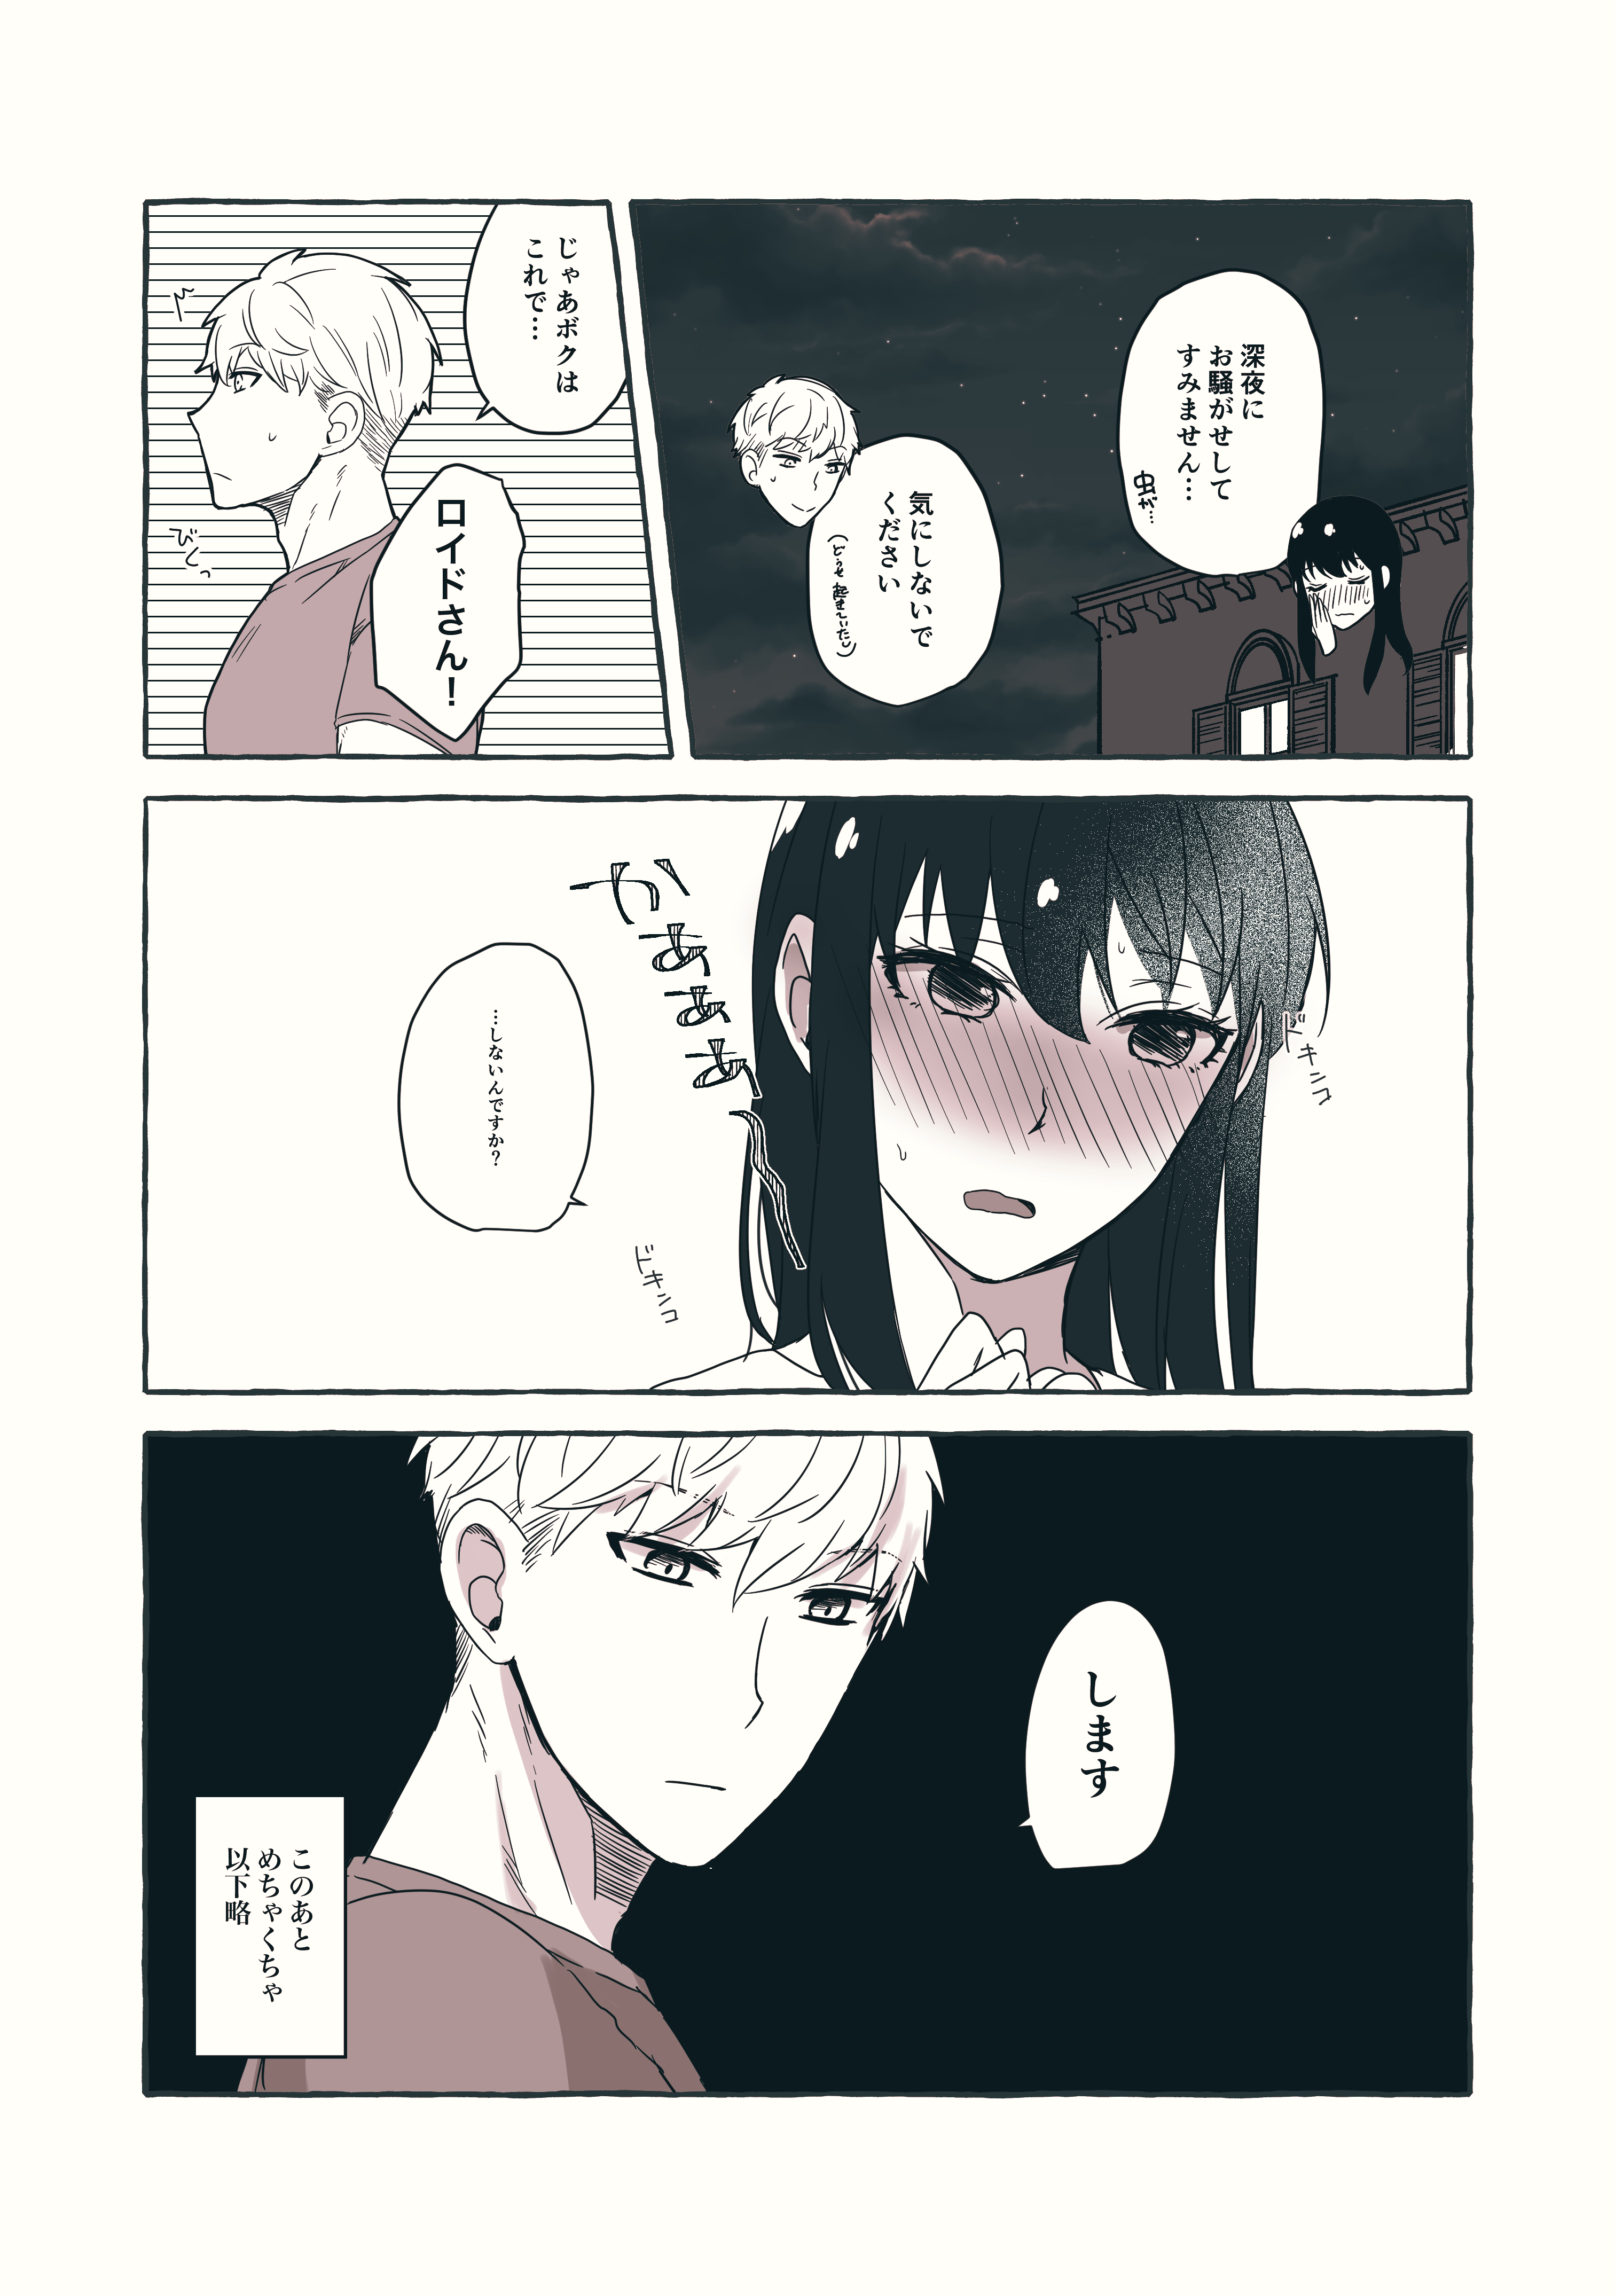 深夜に
お騒がせして
すみません…
虫が…
気にしないで
ください
(どうせ起きていたし)
じゃあボクは
これで…
ロイドさん!
びくっ
かあぁぁ
…しないんですか?
ドキンコ
ドキンコ
します
このあと
めちゃくちゃ
以下略